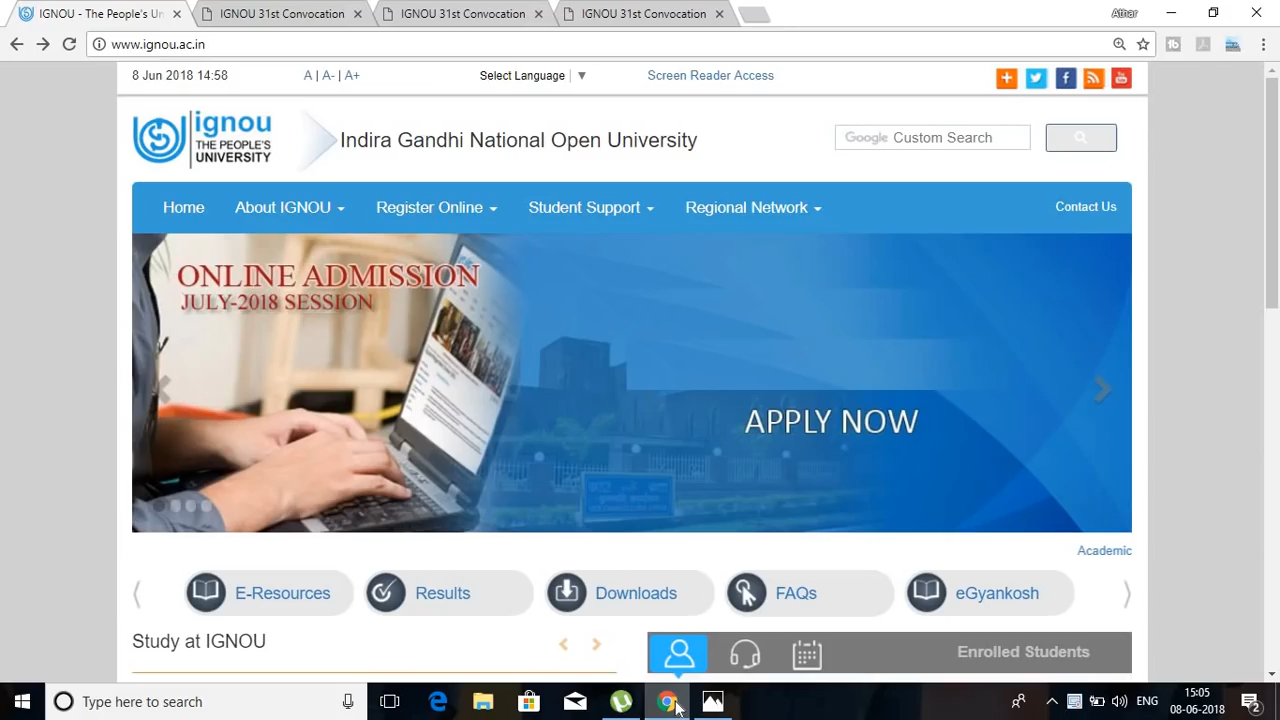 IGNOU - The People's Un
IGNOU 31st Convocation
IGNOU 31st Convocation
IGNOU 31st Convocation
Athar
www.ignou.ac.in
8 Jun 2018 14:58
A | A- | A+
Select Language ▼
Screen Reader Access
ignou
THE PEOPLE'S
UNIVERSITY
Indira Gandhi National Open University
Google Custom Search
Home
About IGNOU
Register Online
Student Support
Regional Network
Contact Us
ONLINE ADMISSION
JULY-2018 SESSION
APPLY NOW
Academic
E-Resources
Results
Downloads
FAQs
eGyankosh
Study at IGNOU
Enrolled Students
Type here to search
ENG
15:05
08-06-2018
2